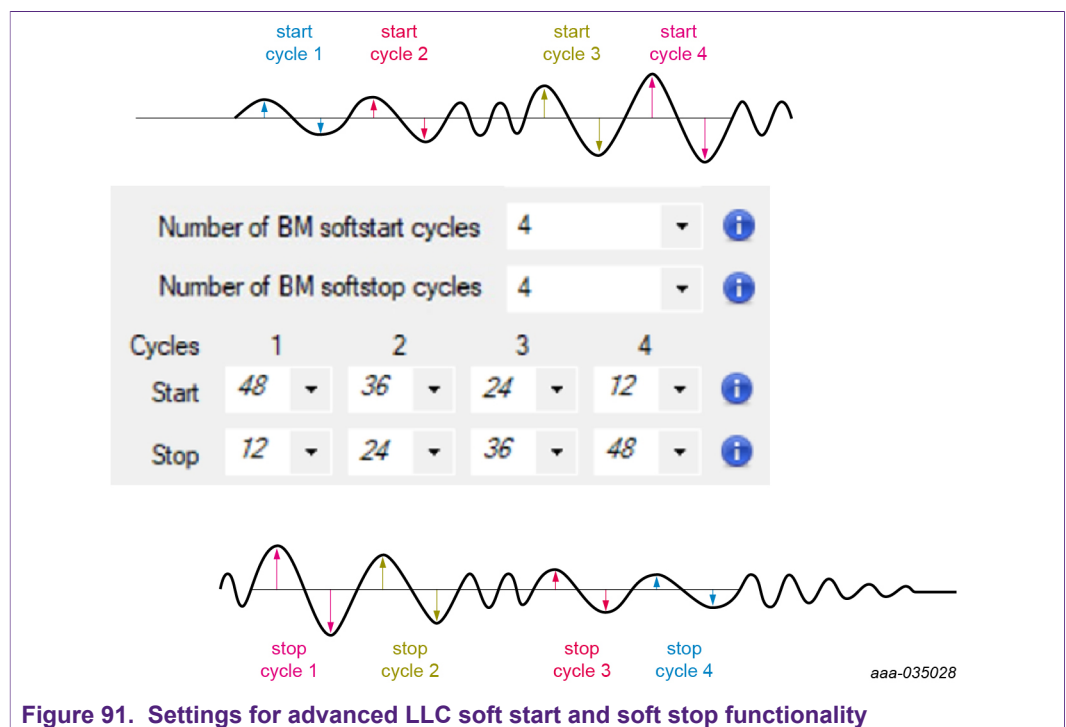 start start start start
cycle 1 cycle 2 cycle 3 cycle 4
Number of BM softstart cycles 4
Number of BM softstop cycles 4
Cycles 1 2 3 4
Start 48 36 24 12
Stop 12 24 36 48
stop stop stop stop
cycle 1 cycle 2 cycle 3 cycle 4
aaa-035028
Figure 91. Settings for advanced LLC soft start and soft stop functionality